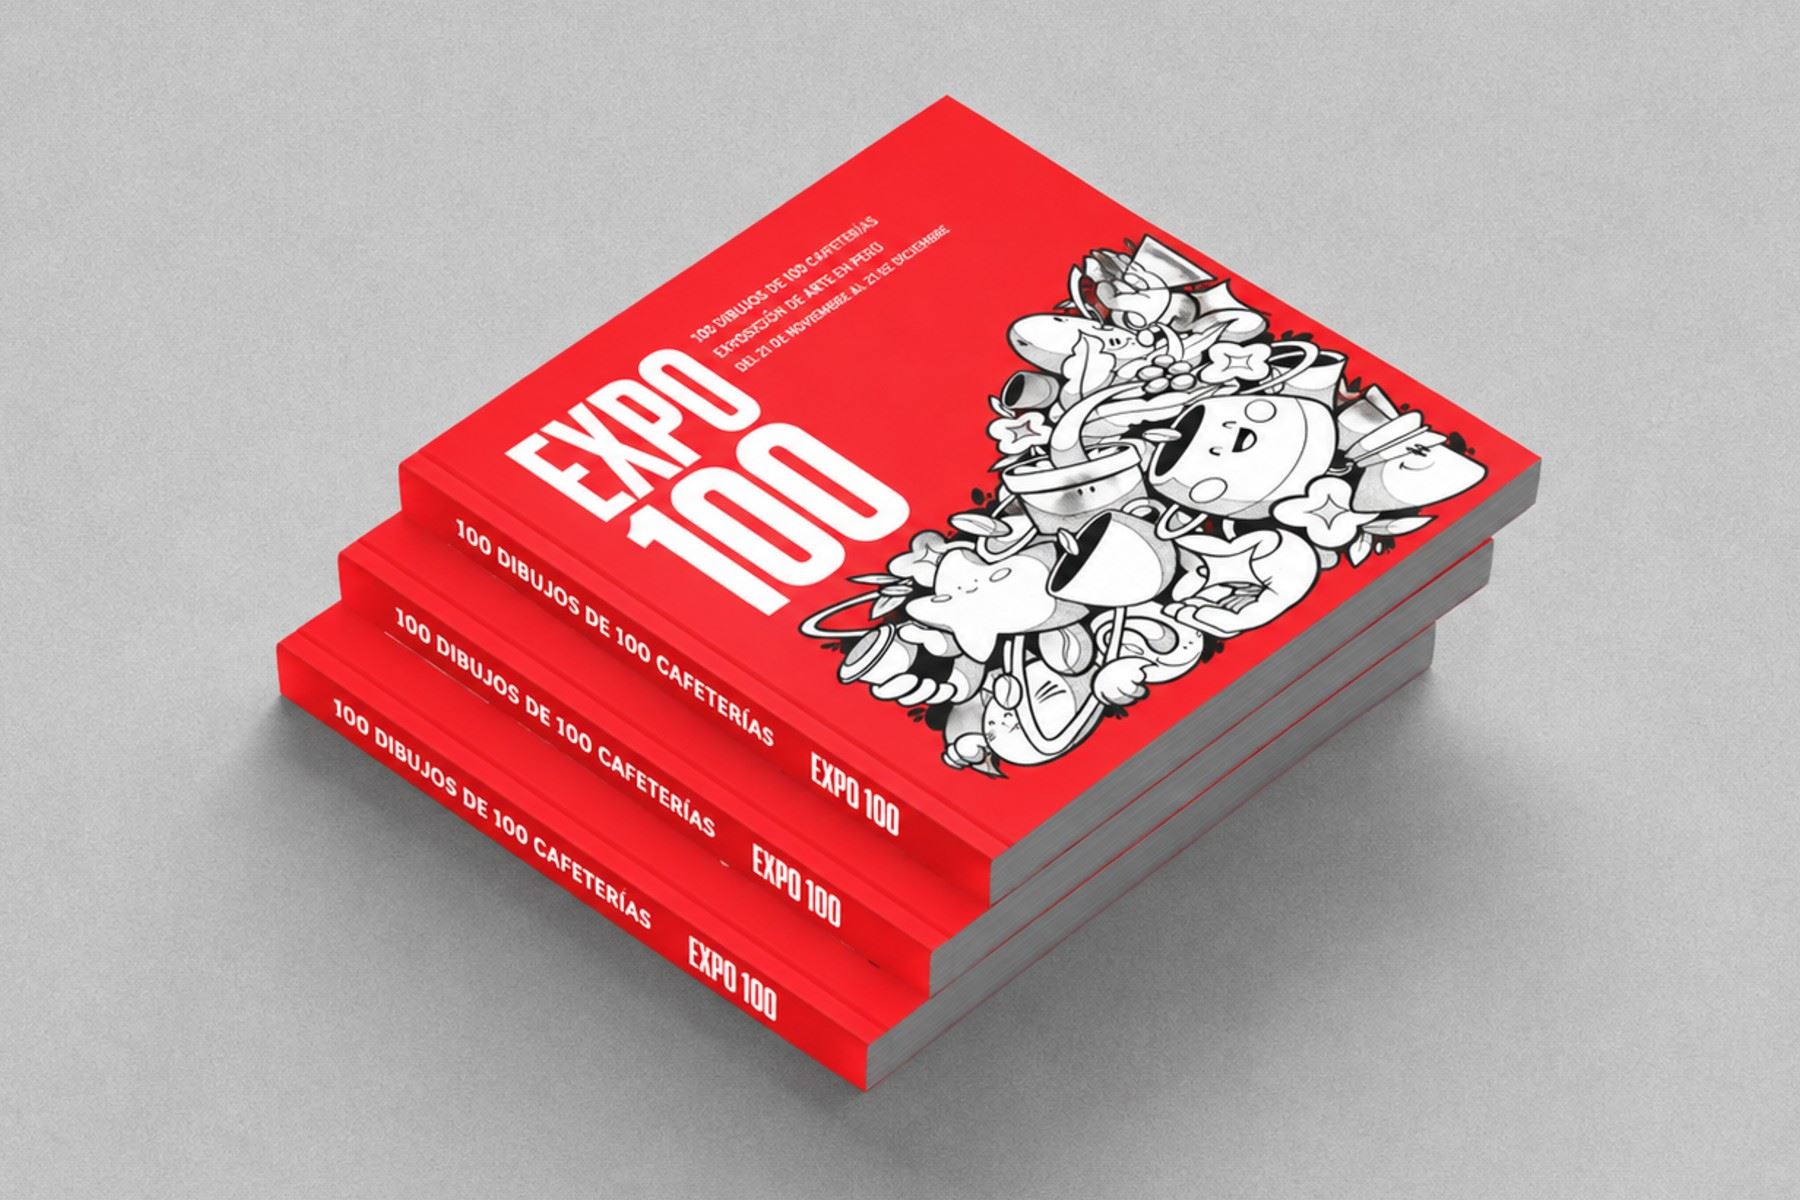 100 DIBUJOS DE 100 CAFETERÍAS
EXPOSICIÓN DE ARTE EN PERÚ
DEL 21 DE NOVIEMBRE AL 21 DE DICIEMBRE
EXPO
100
100 DIBUJOS DE 100 CAFETERÍAS EXPO 100
100 DIBUJOS DE 100 CAFETERÍAS EXPO 100
100 DIBUJOS DE 100 CAFETERÍAS EXPO 100